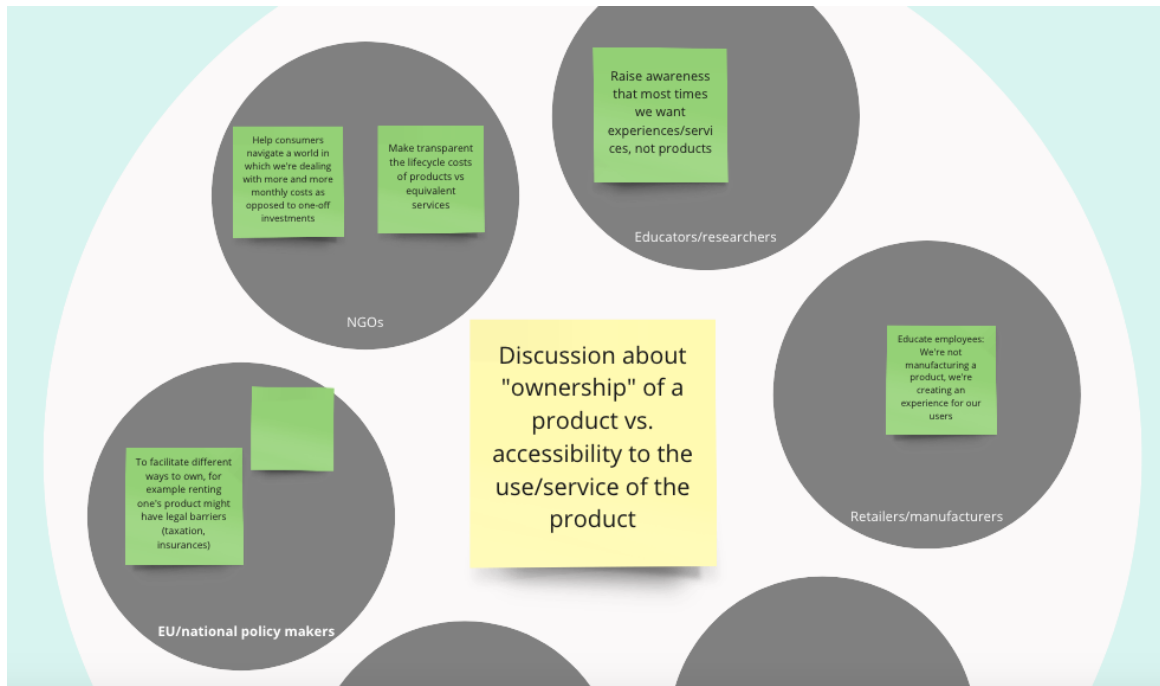 Raise awareness
that most times
we want
experiences/servi
ces, not products
Educators/researchers
Help consumers
navigate a world in
which we're dealing
with more and more
monthly costs as
opposed to one-off
investments
Make transparent
the lifecycle costs
of products vs
equivalent
services
NGOs
Discussion about
"ownership" of a
product vs.
accessibility to the
use/service of the
product
Educate employees:
We're not
manufacturing a
product, we're
creating an
experience for our
users
Retailers/manufacturers
To facilitate different
ways to own, for
example renting
one's product might
have legal barriers
(taxation,
insurances)
EU/national policy makers